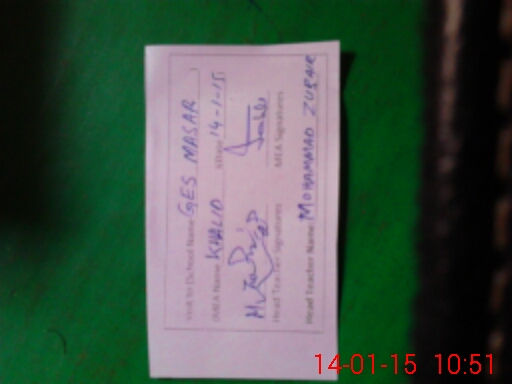 Visit to School Name GES MASAR
DMEA Name KHALID Date 14-1-15
Head Teacher Signatures MEA Signatures
Head Teacher Name MOHAMMAD ZUBAIR
14-01-15 10:51